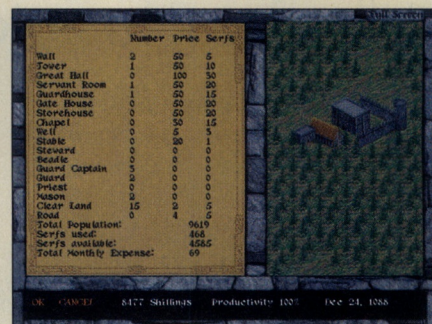 Full Screen
Number Price Serfs
Wall 2 50 5
Tower 1 50 10
Great Hall 0 100 30
Servant Room 1 50 20
Guardhouse 1 50 15
Gate House 0 50 20
Storehouse 0 50 20
Chapel 0 30 15
Well 0 5 3
Stable 0 20 1
Steward 0 0 0
Beadle 0 0 0
Guard Captain 3 0 0
Guard 2 0 0
Priest 0 0 0
Mason 2 0 0
Clear Land 15 2 5
Road 0 4 5
Total Population: 9619
Serfs used: 468
Serfs available: 4585
Total Monthly Expense: 69
OK CANCEL 8477 Shillings Productivity 100% Dec 24, 1088